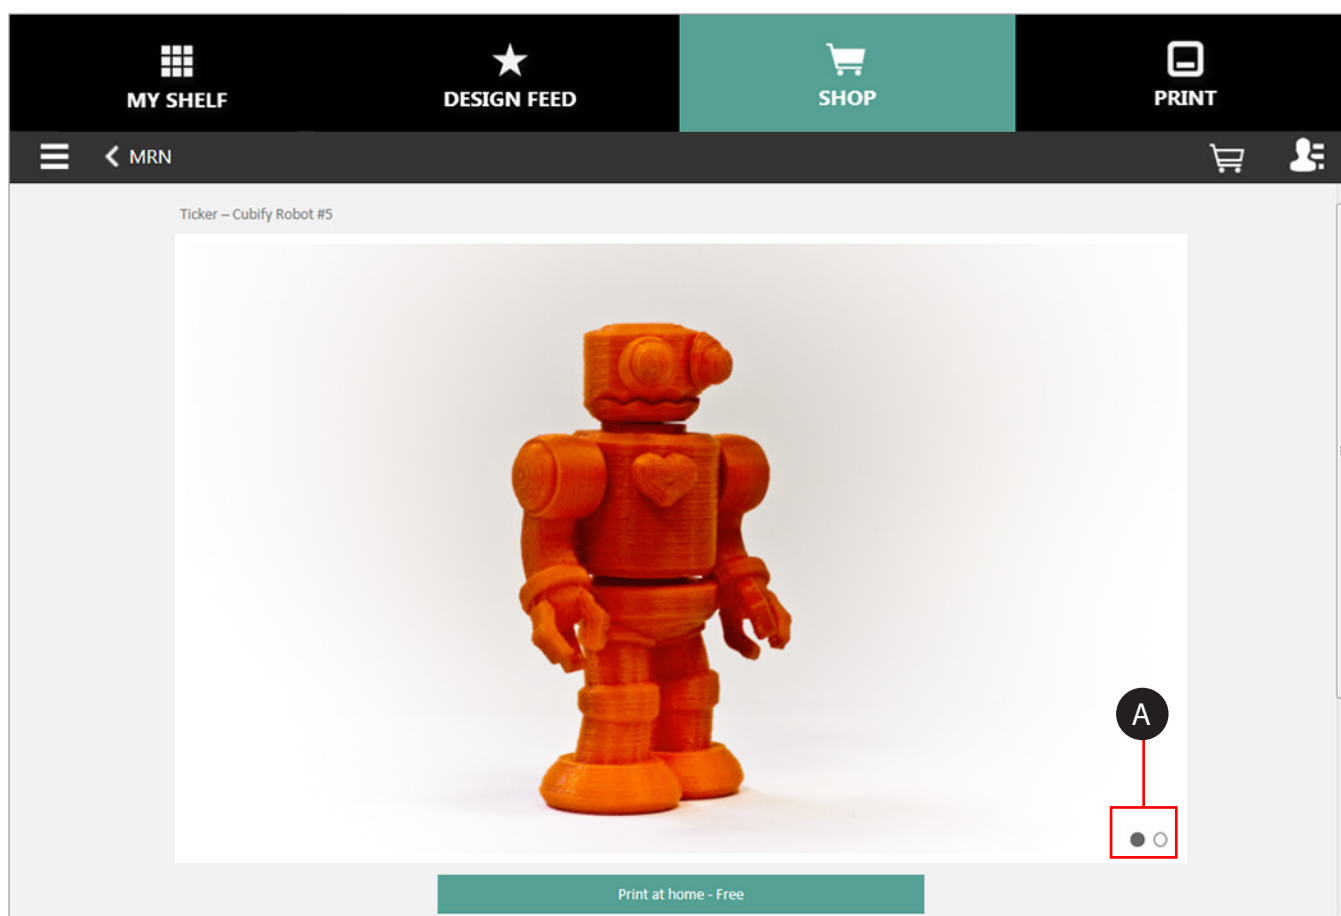 MY SHELF
DESIGN FEED
SHOP
PRINT
MRN
Ticker – Cubify Robot #5
A
Print at home - Free